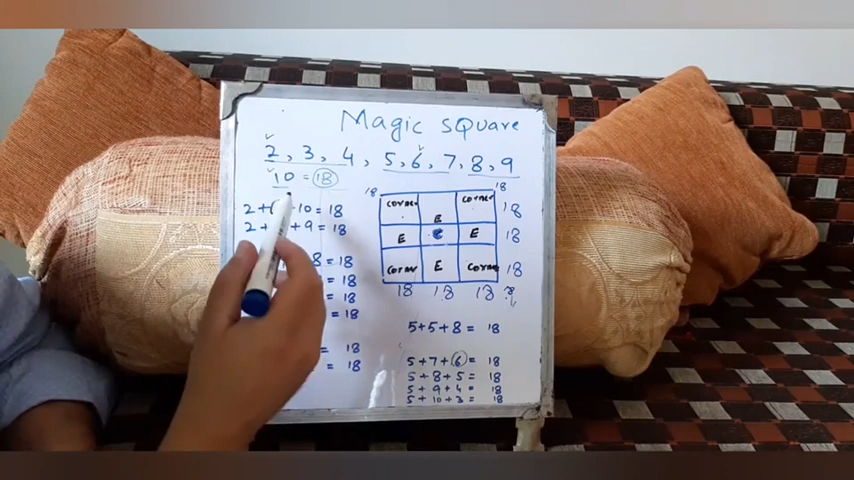 Magic Square
2, 3, 4, 5, 6, 7, 8, 9
10 = 18
2+6+10 = 18
2+ +9 = 18
8 = 18
= 18
= 18
= 18
= 18
= 18
18 18
corner corner 18
E
E C E 18
corner E corner 18
18 18 18
5+5+8 = 18
5+7+6 = 18
5+8+5 = 18
5+9+4 = 18
5+10+3 = 18